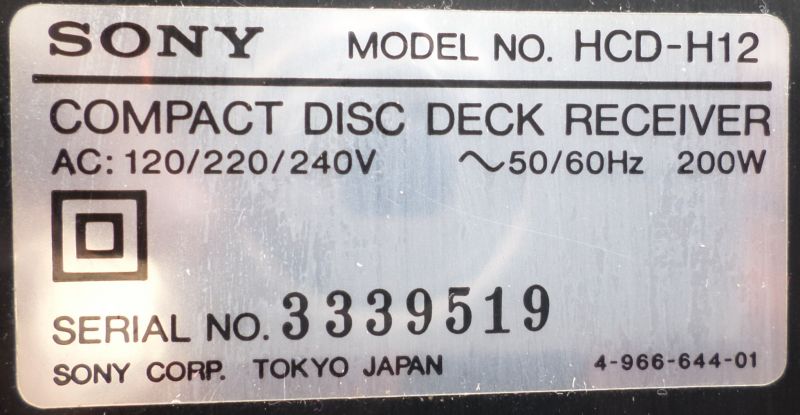 SONY MODEL NO. HCD-H12
COMPACT DISC DECK RECEIVER
AC: 120/220/240V ~50/60Hz 200W
SERIAL NO. 3339519
SONY CORP. TOKYO JAPAN 4-966-644-01